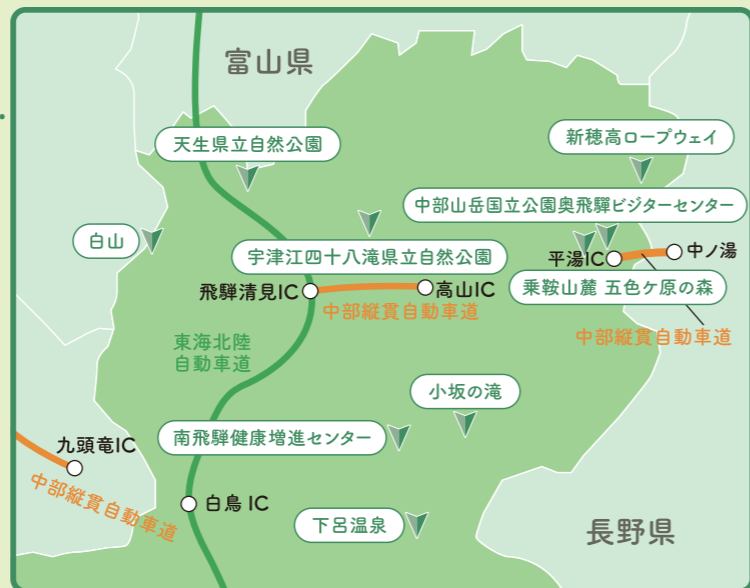 富山県
天生県立自然公園
新穂高ロープウェイ
中部山岳国立公園奥飛騨ビジターセンター
白山
宇津江四十八滝県立自然公園
平湯IC
中ノ湯
飛騨清見IC
高山IC
乗鞍山麓 五色ケ原の森
中部縦貫自動車道
中部縦貫自動車道
東海北陸
自動車道
小坂の滝
南飛騨健康増進センター
九頭竜IC
中部縦貫自動車道
白鳥 IC
下呂温泉
長野県